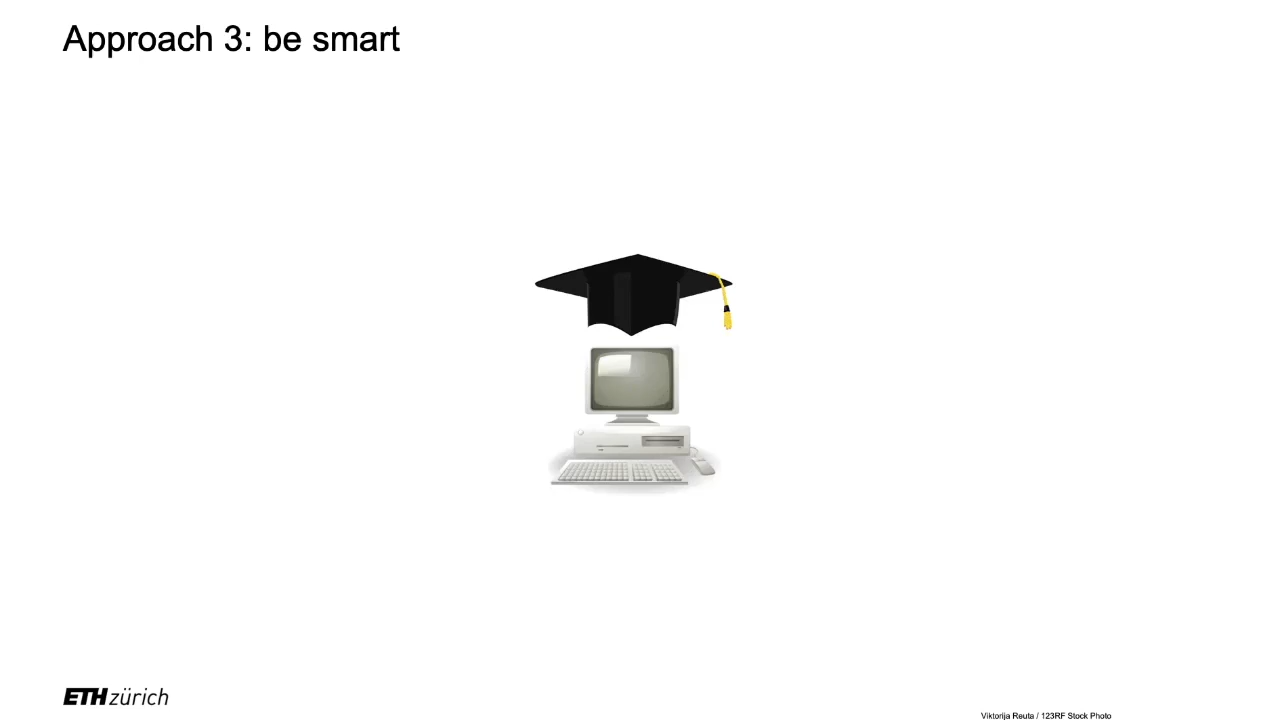 Approach 3: be smart
ETH zürich
Viktorija Reuta / 123RF Stock Photo